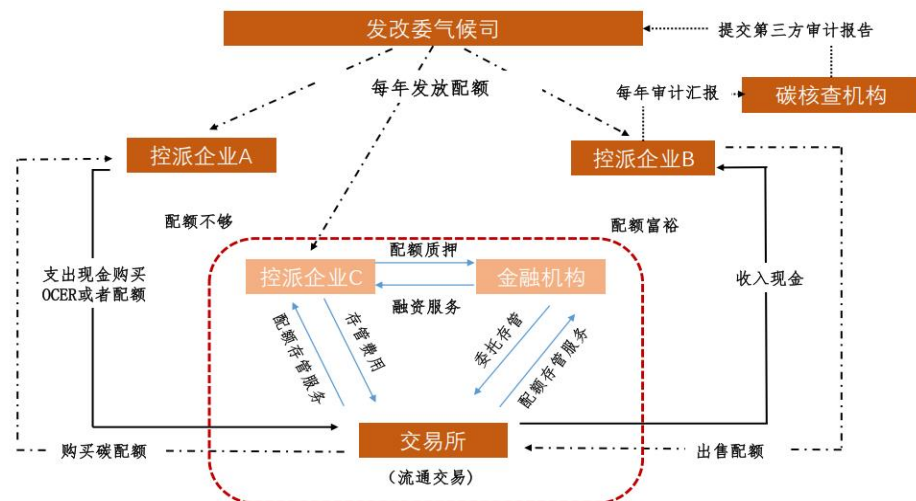 发改委气候司
提交第三方审计报告
每年发放配额
每年审计汇报
碳核查机构
控派企业A
控派企业B
配额不够
配额富裕
配额质押
支出现金购买
OCER或者配额
控派企业C
金融机构
收入现金
融资服务
配额存管服务
存管费用
委托存管
配额存管服务
购买碳配额
交易所
出售配额
(流通交易)